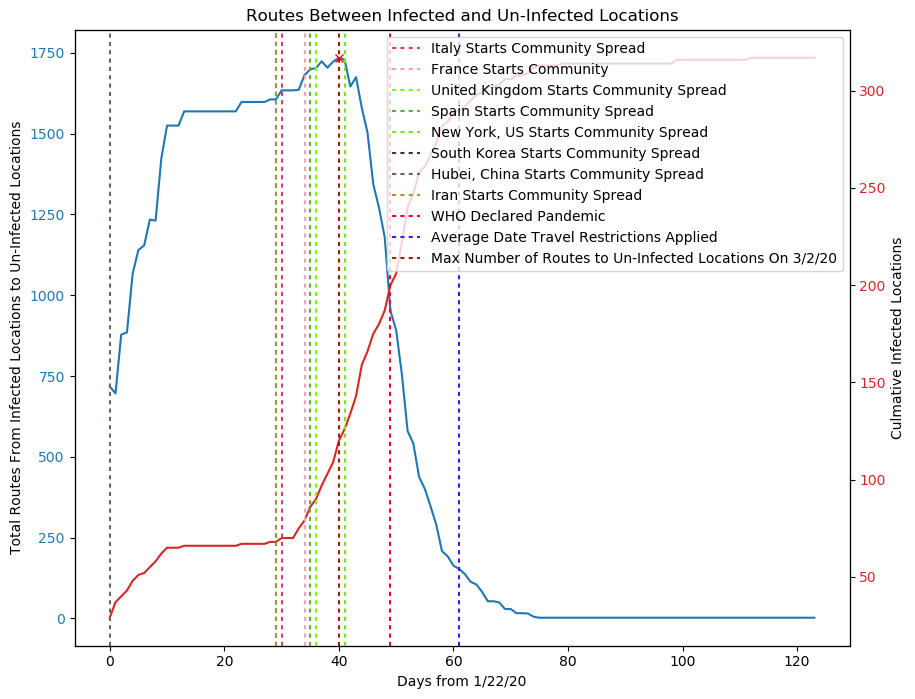 Routes Between Infected and Un-Infected Locations
Total Routes From Infected Locations to Un-Infected Locations
1750
1500
1250
1000
750
500
250
0
Italy Starts Community Spread
France Starts Community
United Kingdom Starts Community Spread
Spain Starts Community Spread
New York, US Starts Community Spread
South Korea Starts Community Spread
Hubei, China Starts Community Spread
Iran Starts Community Spread
WHO Declared Pandemic
Average Date Travel Restrictions Applied
Max Number of Routes to Un-Infected Locations On 3/2/20
300
250
200
150
100
50
Culmative Infected Locations
0 20 40 60 80 100 120
Days from 1/22/20